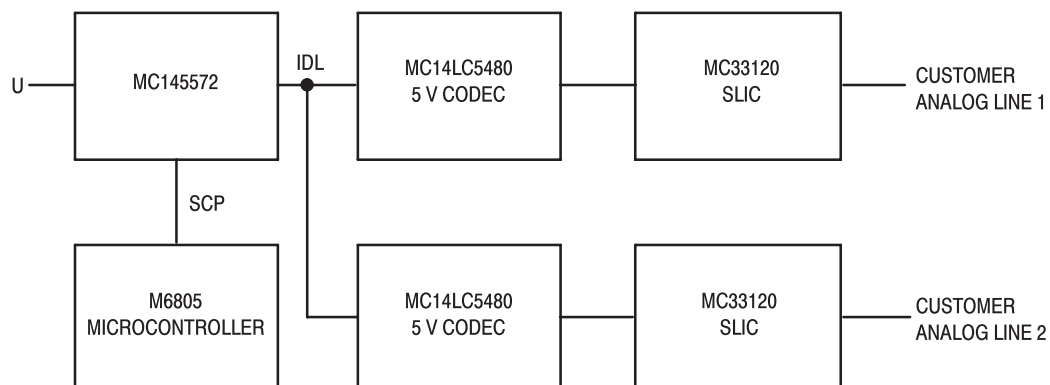 U
MC145572
IDL
MC14LC5480
5 V CODEC
MC33120
SLIC
CUSTOMER
ANALOG LINE 1
SCP
M6805
MICROCONTROLLER
MC14LC5480
5 V CODEC
MC33120
SLIC
CUSTOMER
ANALOG LINE 2